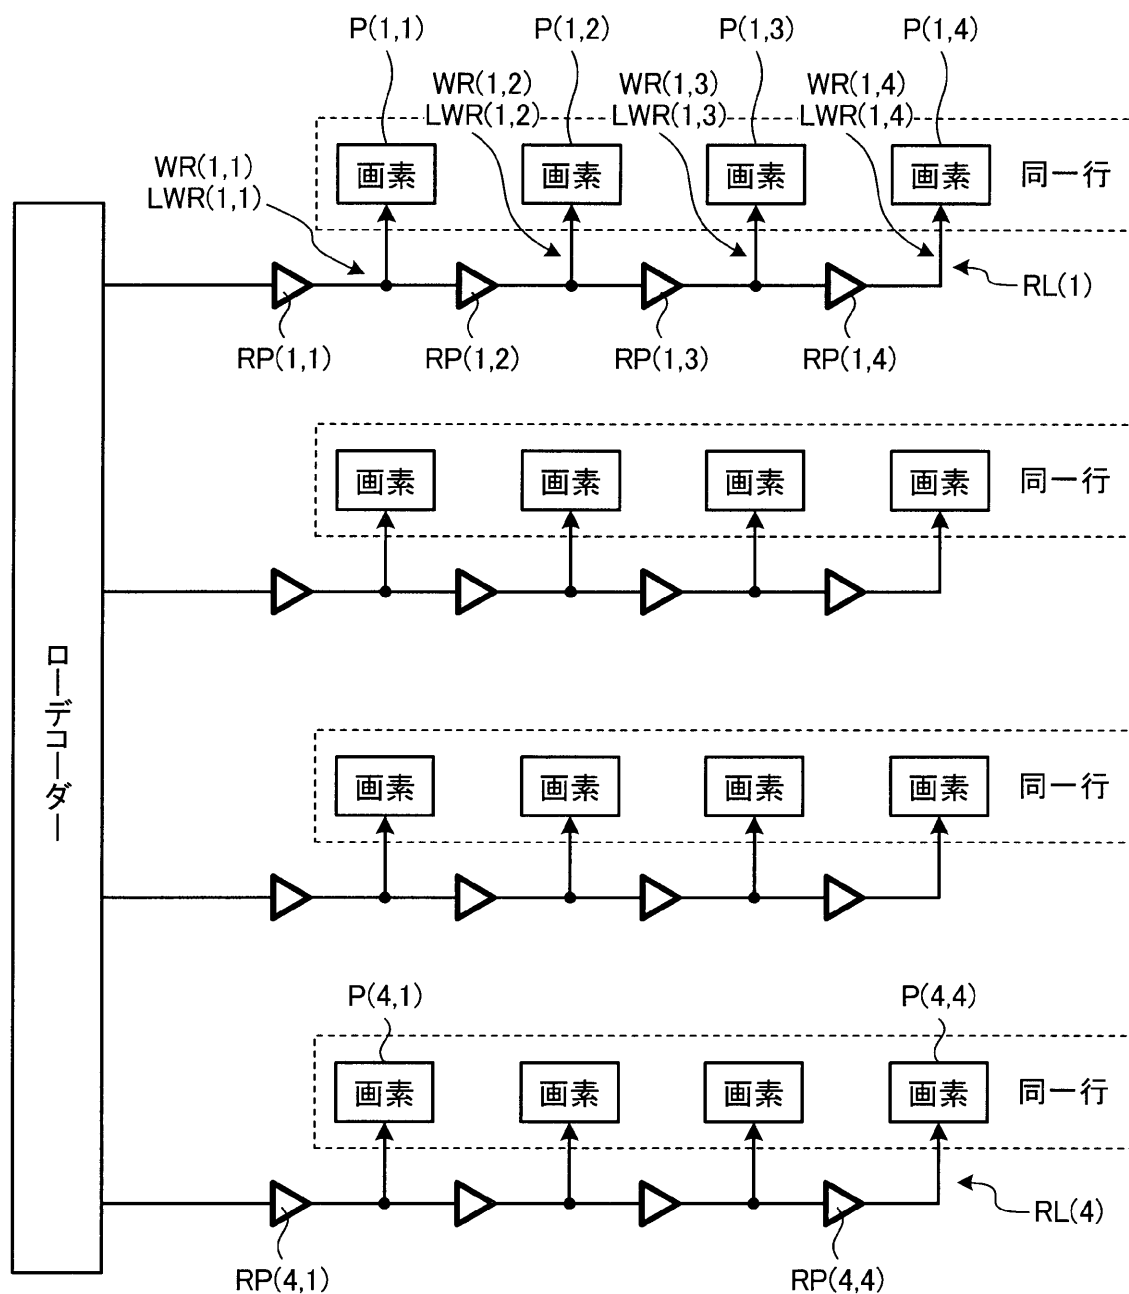 P(1,1)
P(1,2)
P(1,3)
P(1,4)
WR(1,2)
LWR(1,2)
WR(1,3)
LWR(1,3)
WR(1,4)
LWR(1,4)
WR(1,1)
LWR(1,1)
画素
画素
画素
画素
同一行
RL(1)
RP(1,1)
RP(1,2)
RP(1,3)
RP(1,4)
画素
画素
画素
画素
同一行
ローデコーダー
画素
画素
画素
画素
同一行
P(4,1)
P(4,4)
画素
画素
画素
画素
同一行
RL(4)
RP(4,1)
RP(4,4)